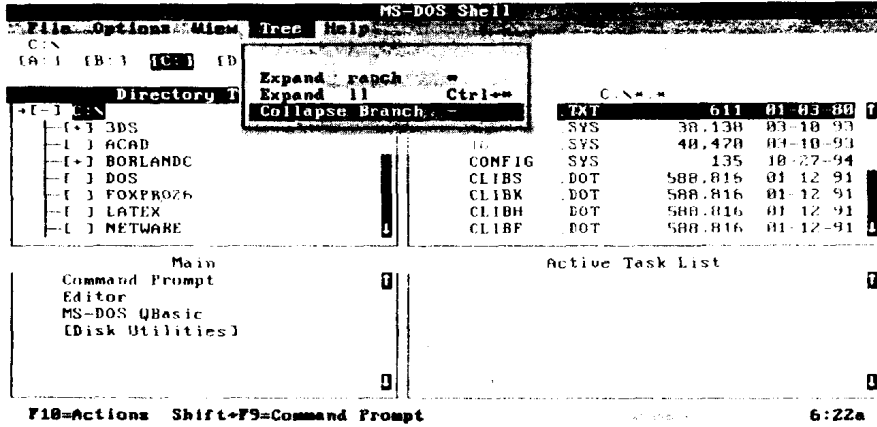 MS-DOS Shell
File Options View Tree Help
C:\
[A:] [B:] [C:] [D
Expand ranch *
Expand ll Ctrl+*
Collapse Branch -
Directory T
C:\*.*
[-] C:\
[+] 3DS
[ ] ACAD
[+] BORLANDC
[ ] DOS
[ ] FOXPRO26
[ ] LATEX
[ ] NETWARE
.TXT 611 01-03-80
.SYS 38,138 03-10-93
IO .SYS 40,470 03-10-93
CONFIG .SYS 135 10-27-94
CLIBS .DOT 588,816 01-12-91
CLIBK .DOT 588,816 01-12-91
CLIBH .DOT 588,816 01-12-91
CLIBF .DOT 588,816 01-12-91
Main
Command Prompt
Editor
MS-DOS QBasic
[Disk Utilities]
Active Task List
F10=Actions Shift+F9=Command Prompt 6:22a